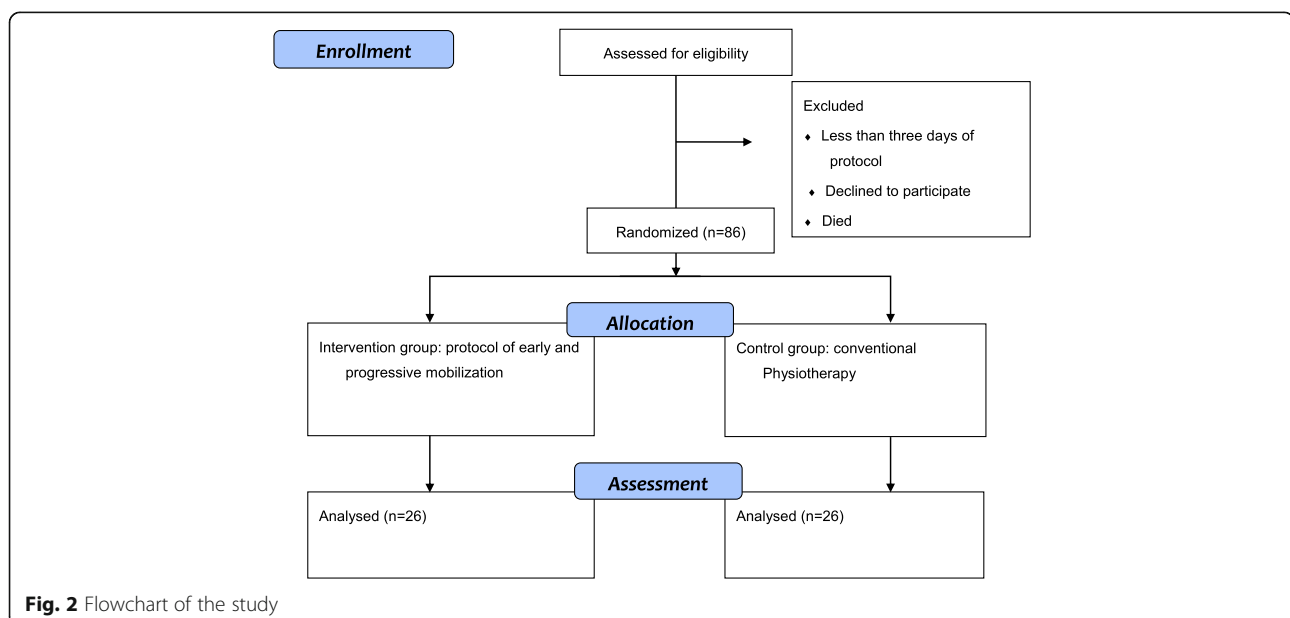 Enrollment
Assessed for eligibility
Excluded
♦ Less than three days of
protocol
♦ Declined to participate
♦ Died
Randomized (n=86)
Allocation
Intervention group: protocol of early and
progressive mobilization
Control group: conventional
Physiotherapy
Assessment
Analysed (n=26)
Analysed (n=26)
Fig. 2 Flowchart of the study